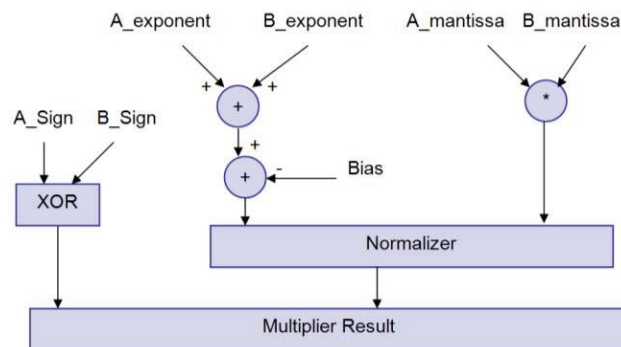 A_exponent B_exponent A_mantissa B_mantissa
+ + + *
A_Sign B_Sign
+
+ - Bias
XOR
Normalizer
Multiplier Result